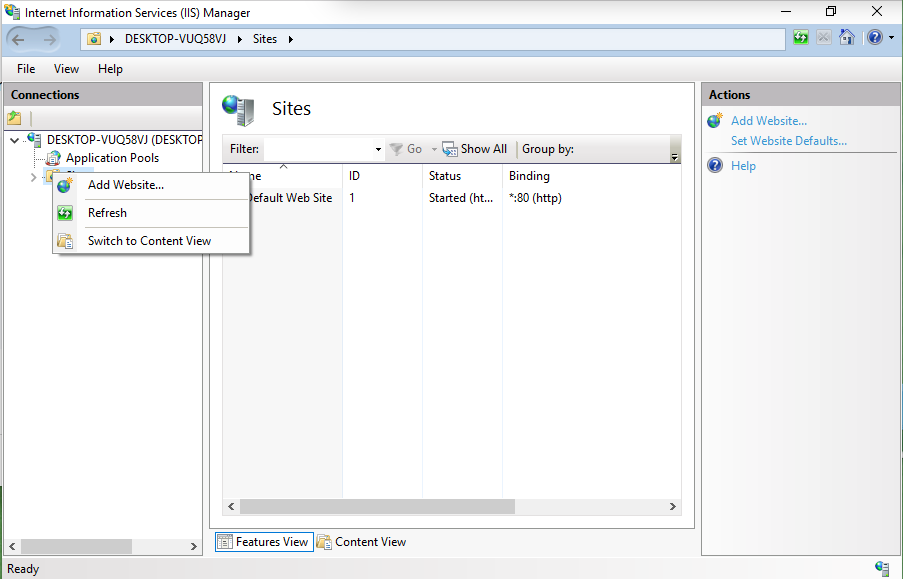 Internet Information Services (IIS) Manager
DESKTOP-VUQ58VJ Sites
File View Help
Connections
DESKTOP-VUQ58VJ (DESKTOP
Application Pools
Add Website...
Refresh
Switch to Content View
Sites
Filter: Go Show All Group by:
ID Status Binding
Default Web Site 1 Started (ht... *:80 (http)
Features View Content View
Actions
Add Website...
Set Website Defaults...
Help
Ready